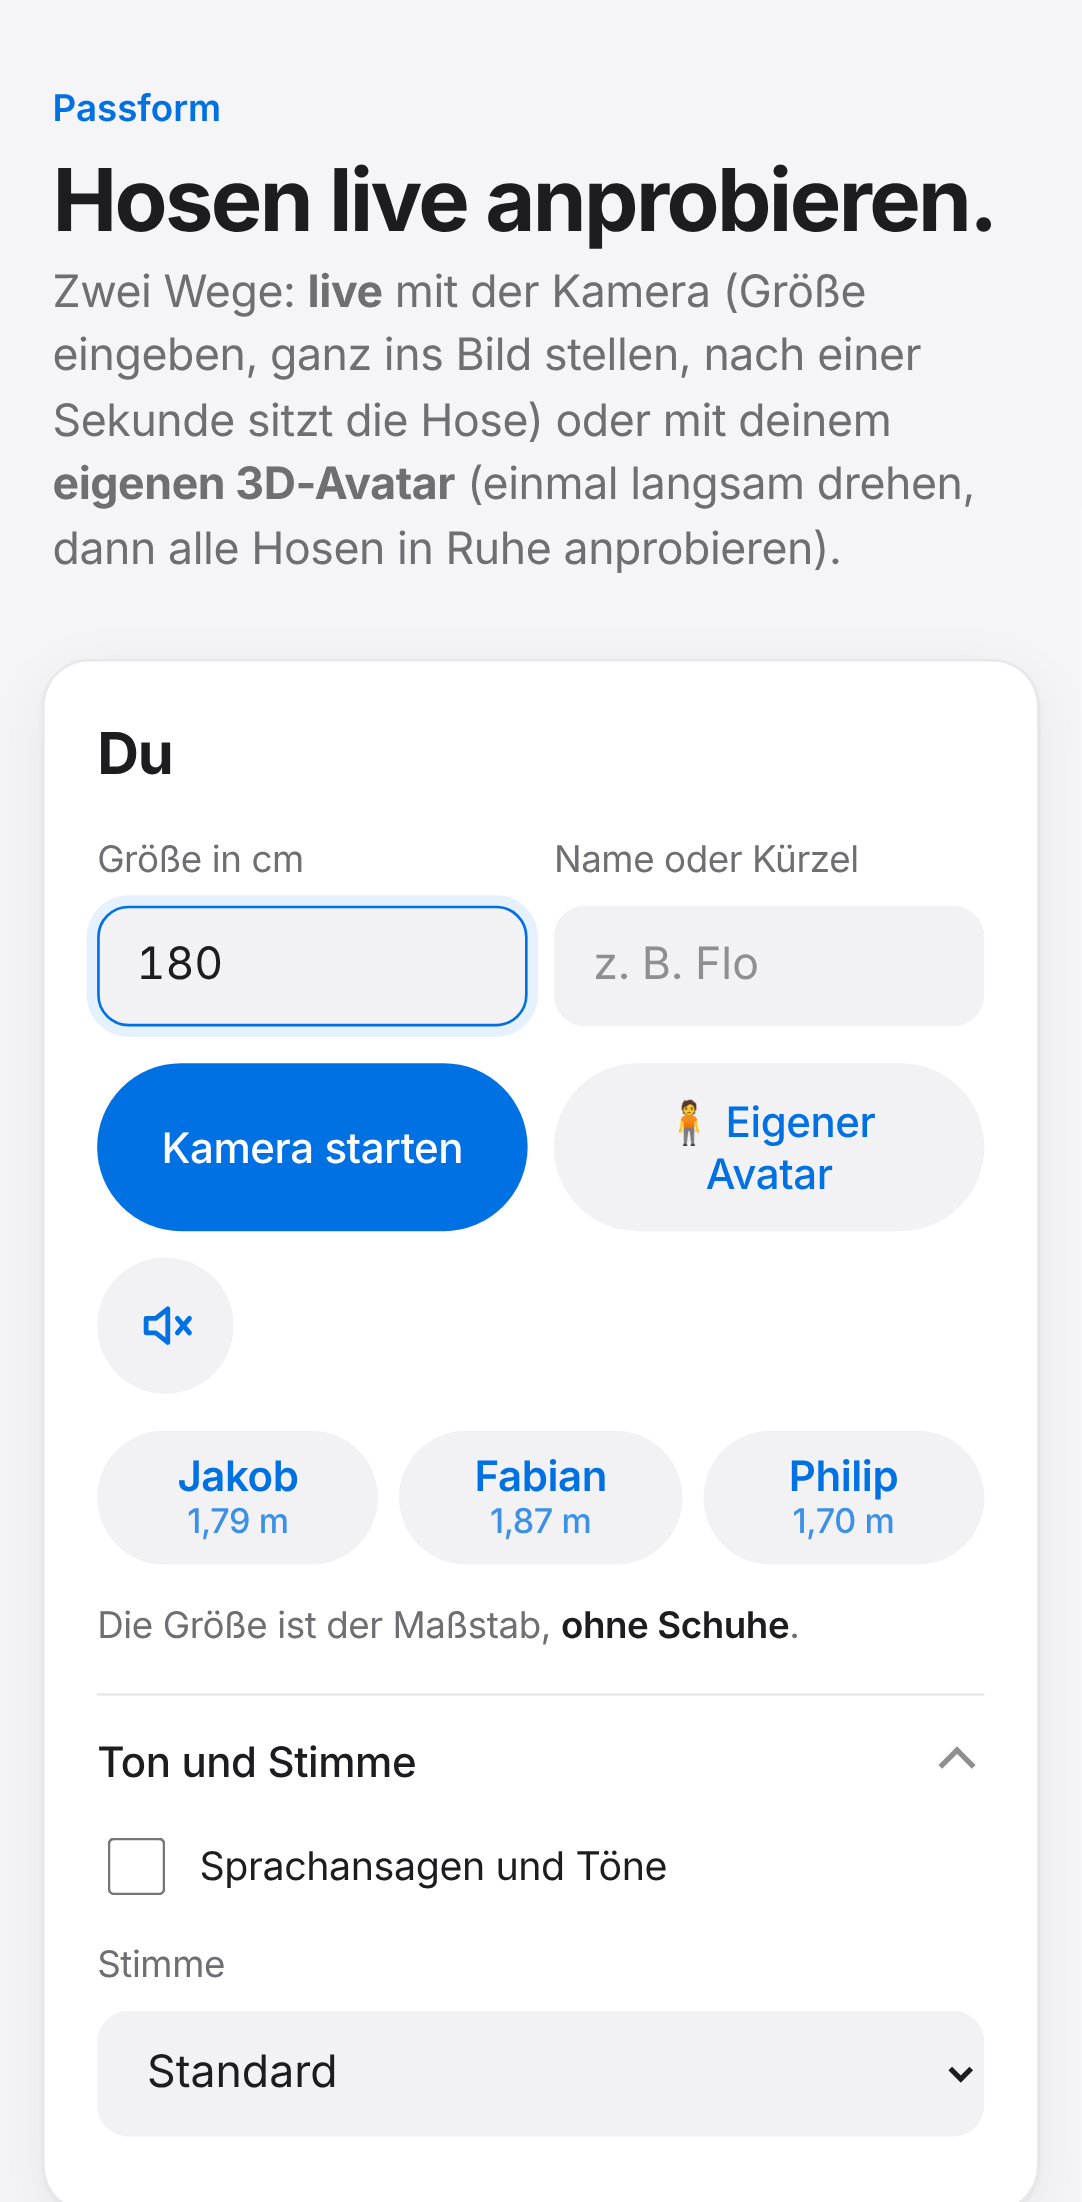 Passform
Hosen live anprobieren.
Zwei Wege: live mit der Kamera (Größe
eingeben, ganz ins Bild stellen, nach einer
Sekunde sitzt die Hose) oder mit deinem
eigenen 3D-Avatar (einmal langsam drehen,
dann alle Hosen in Ruhe anprobieren).
Du
Größe in cm
Name oder Kürzel
180
z. B. Flo
Kamera starten
🧍 Eigener
Avatar
Jakob
1,79 m
Fabian
1,87 m
Philip
1,70 m
Die Größe ist der Maßstab, ohne Schuhe.
Ton und Stimme
Sprachansagen und Töne
Stimme
Standard